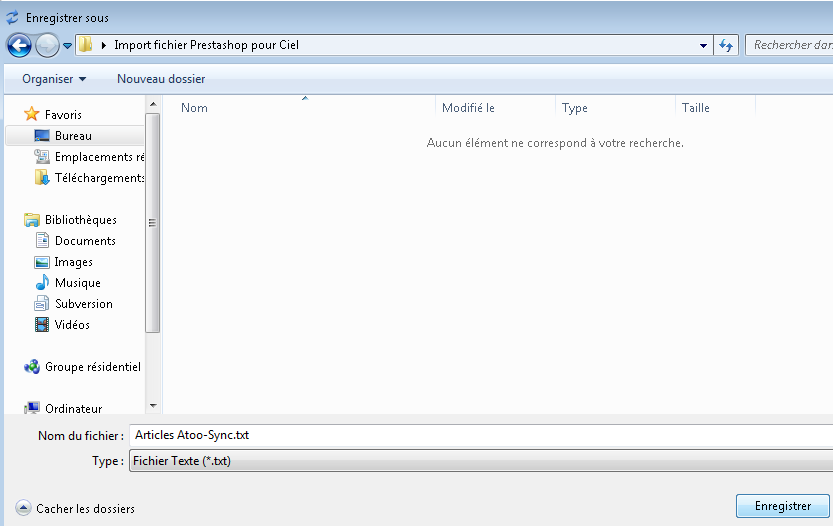 Enregistrer sous
Import fichier Prestashop pour Ciel
Rechercher dan
Organiser
Nouveau dossier
Nom
Modifié le
Type
Taille
Aucun élément ne correspond à votre recherche.
Favoris
Bureau
Emplacements ré
Téléchargements
Bibliothèques
Documents
Images
Musique
Subversion
Vidéos
Groupe résidentiel
Ordinateur
Nom du fichier : Articles Atoo-Sync.txt
Type : Fichier Texte (*.txt)
Cacher les dossiers
Enregistrer